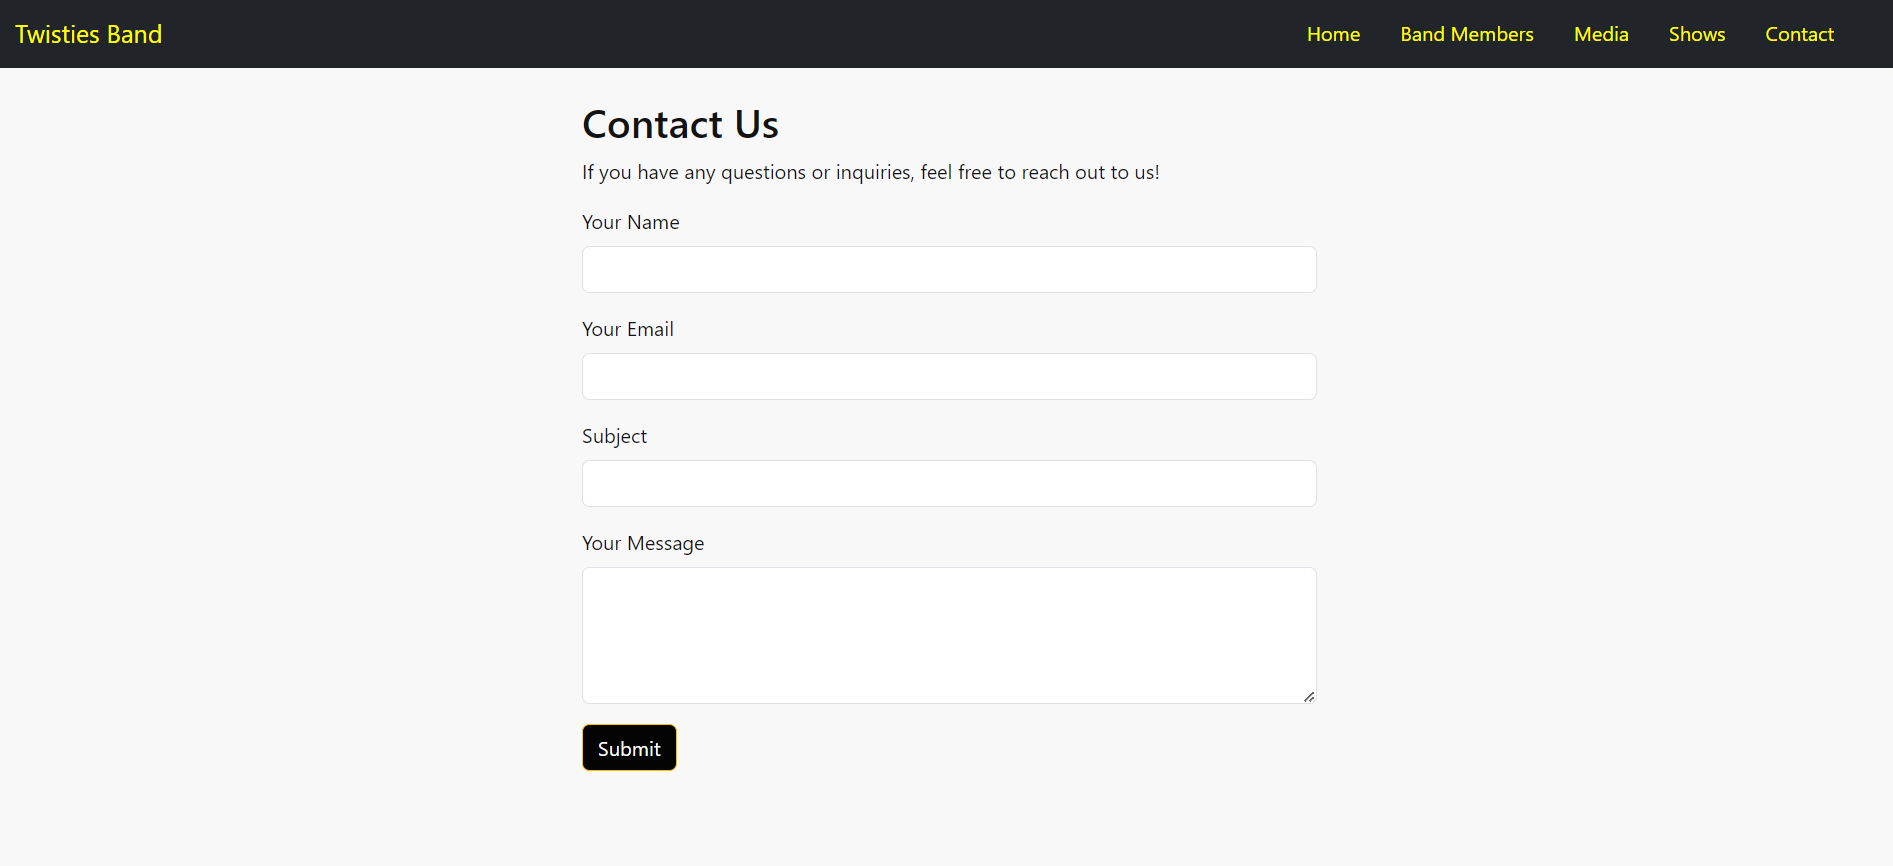 Twisties Band Home Band Members Media Shows Contact
Contact Us
If you have any questions or inquiries, feel free to reach out to us!
Your Name
Your Email
Subject
Your Message
Submit